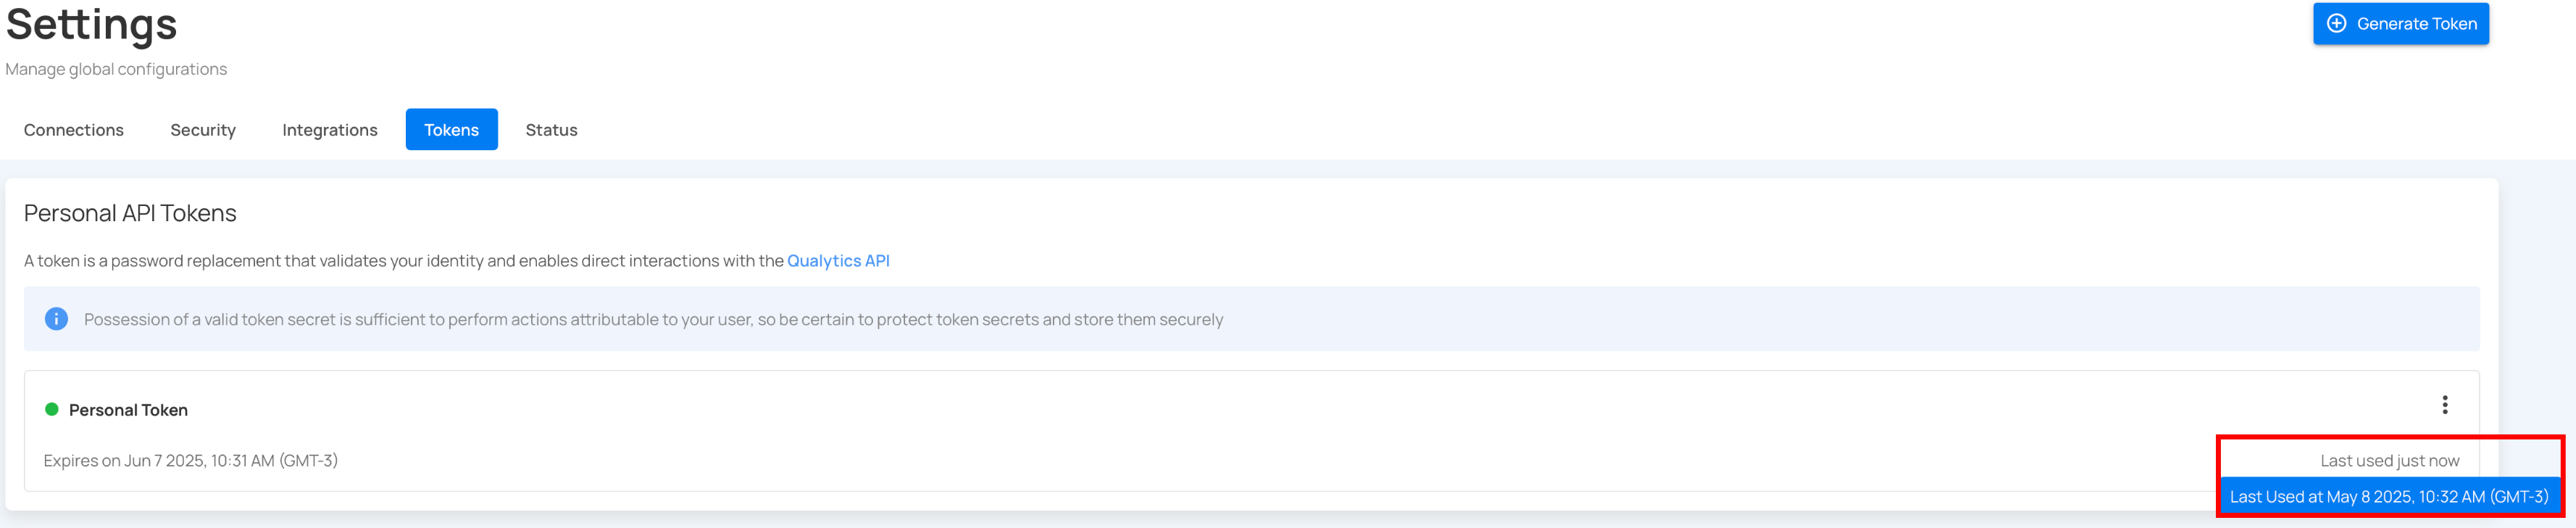 Settings
Generate Token
Manage global configurations
Connections Security Integrations Tokens Status
Personal API Tokens
A token is a password replacement that validates your identity and enables direct interactions with the Qualytics API
Possession of a valid token secret is sufficient to perform actions attributable to your user, so be certain to protect token secrets and store them securely
Personal Token
Expires on Jun 7 2025, 10:31 AM (GMT-3)
Last used just now
Last Used at May 8 2025, 10:32 AM (GMT-3)